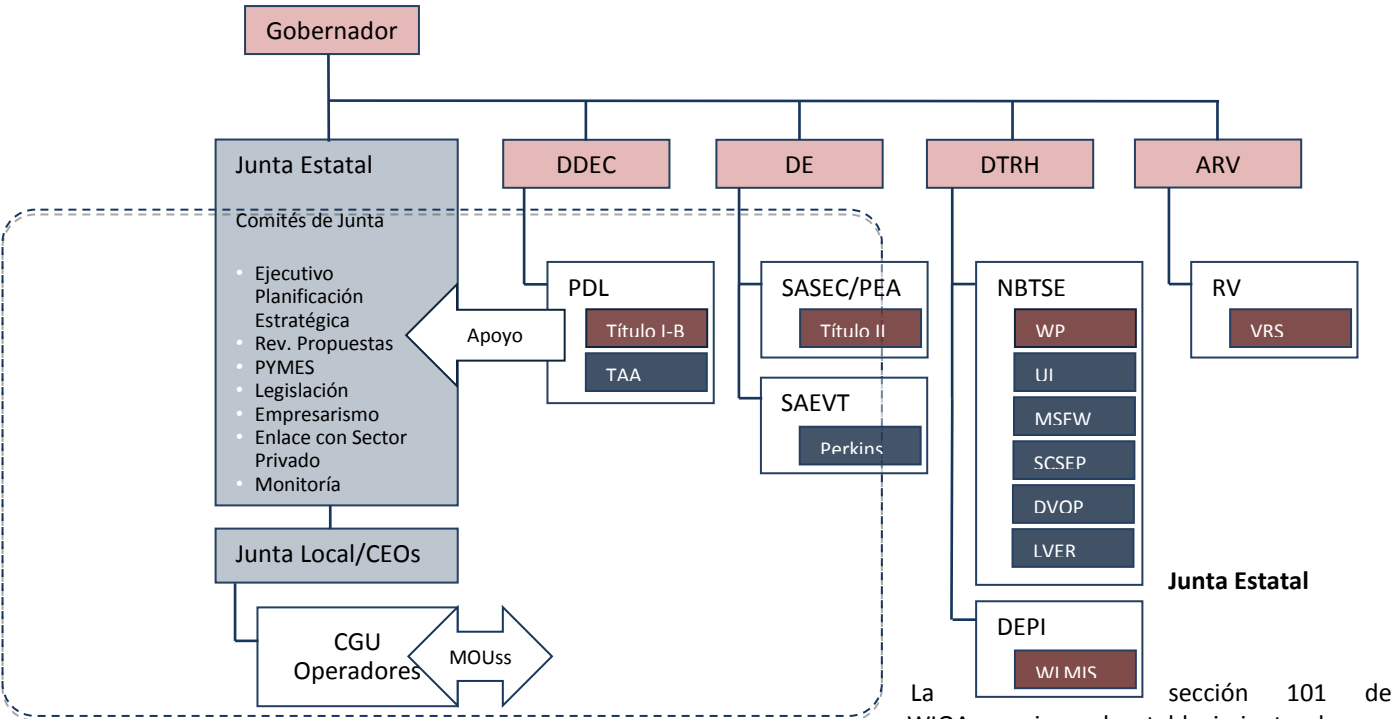 Gobernador
Junta Estatal
Comités de Junta
• Ejecutivo
Planificación
Estratégica
• Rev. Propuestas
• PYMES
• Legislación
• Empresarismo
• Enlace con Sector
Privado
• Monitoría
Junta Local/CEOs
CGU
Operadores
MOUss
Apoyo
DDEC
PDL
Título I-B
TAA
DE
SASEC/PEA
Título II
SAEVT
Perkins
DTRH
NBTSE
WP
UI
MSFW
SCSEP
DVOP
LVER
DEPI
WLMIS
ARV
RV
VRS
Junta Estatal
La sección 101 de